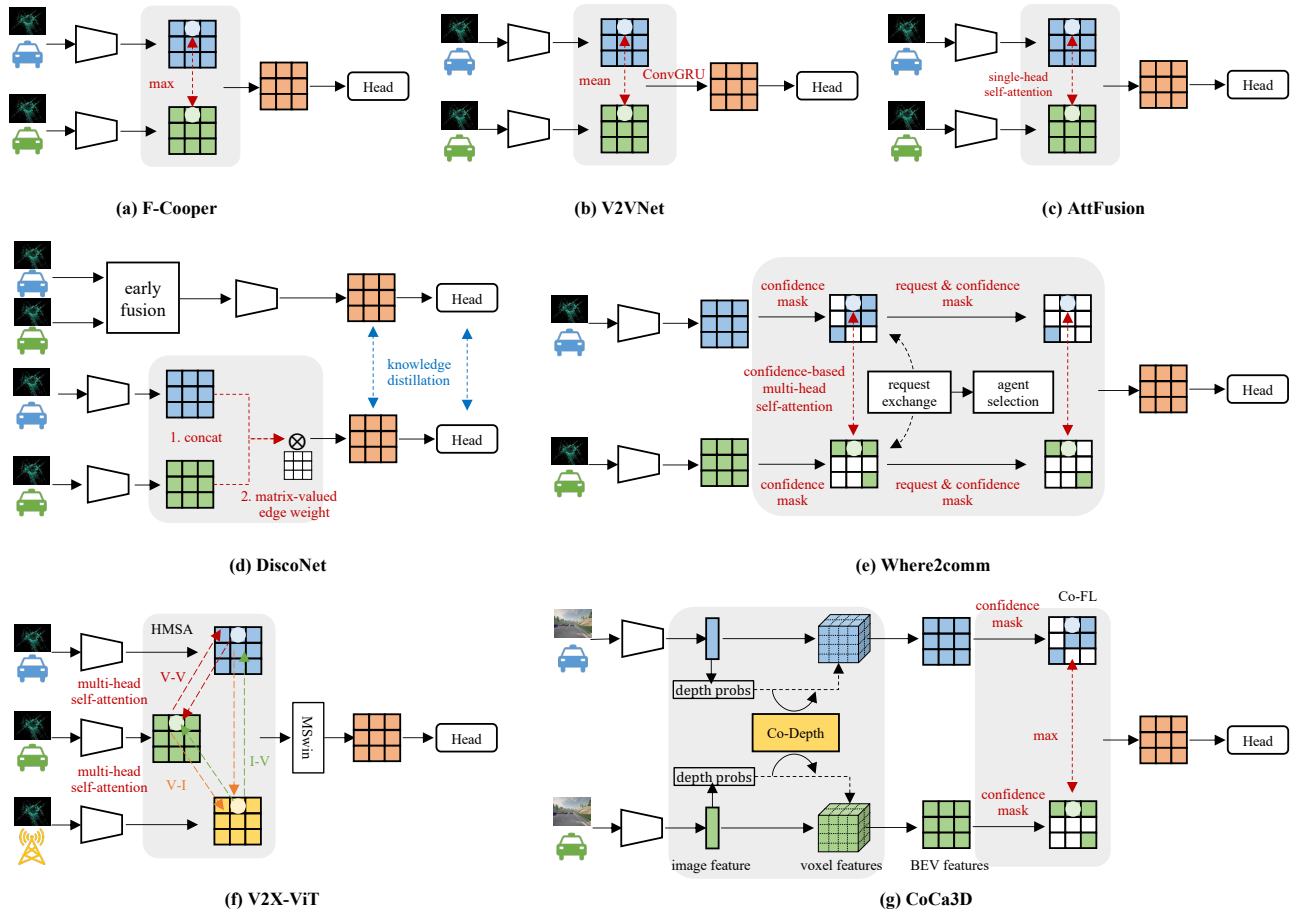 max
Head
(a) F-Cooper
mean
ConvGRU
Head
(b) V2VNet
single-head
self-attention
Head
(c) AttFusion
early
fusion
Head
knowledge
distillation
1. concat
Head
2. matrix-valued
edge weight
(d) DiscoNet
confidence
mask
request & confidence
mask
confidence-based
multi-head
self-attention
request
exchange
agent
selection
Head
confidence
mask
request & confidence
mask
(e) Where2comm
HMSA
multi-head
self-attention
V-V
MSwin
Head
multi-head
self-attention
V-I
I-V
(f) V2X-ViT
Co-FL
confidence
mask
depth probs
Co-Depth
max
Head
depth probs
confidence
mask
image feature
voxel features
BEV features
(g) CoCa3D